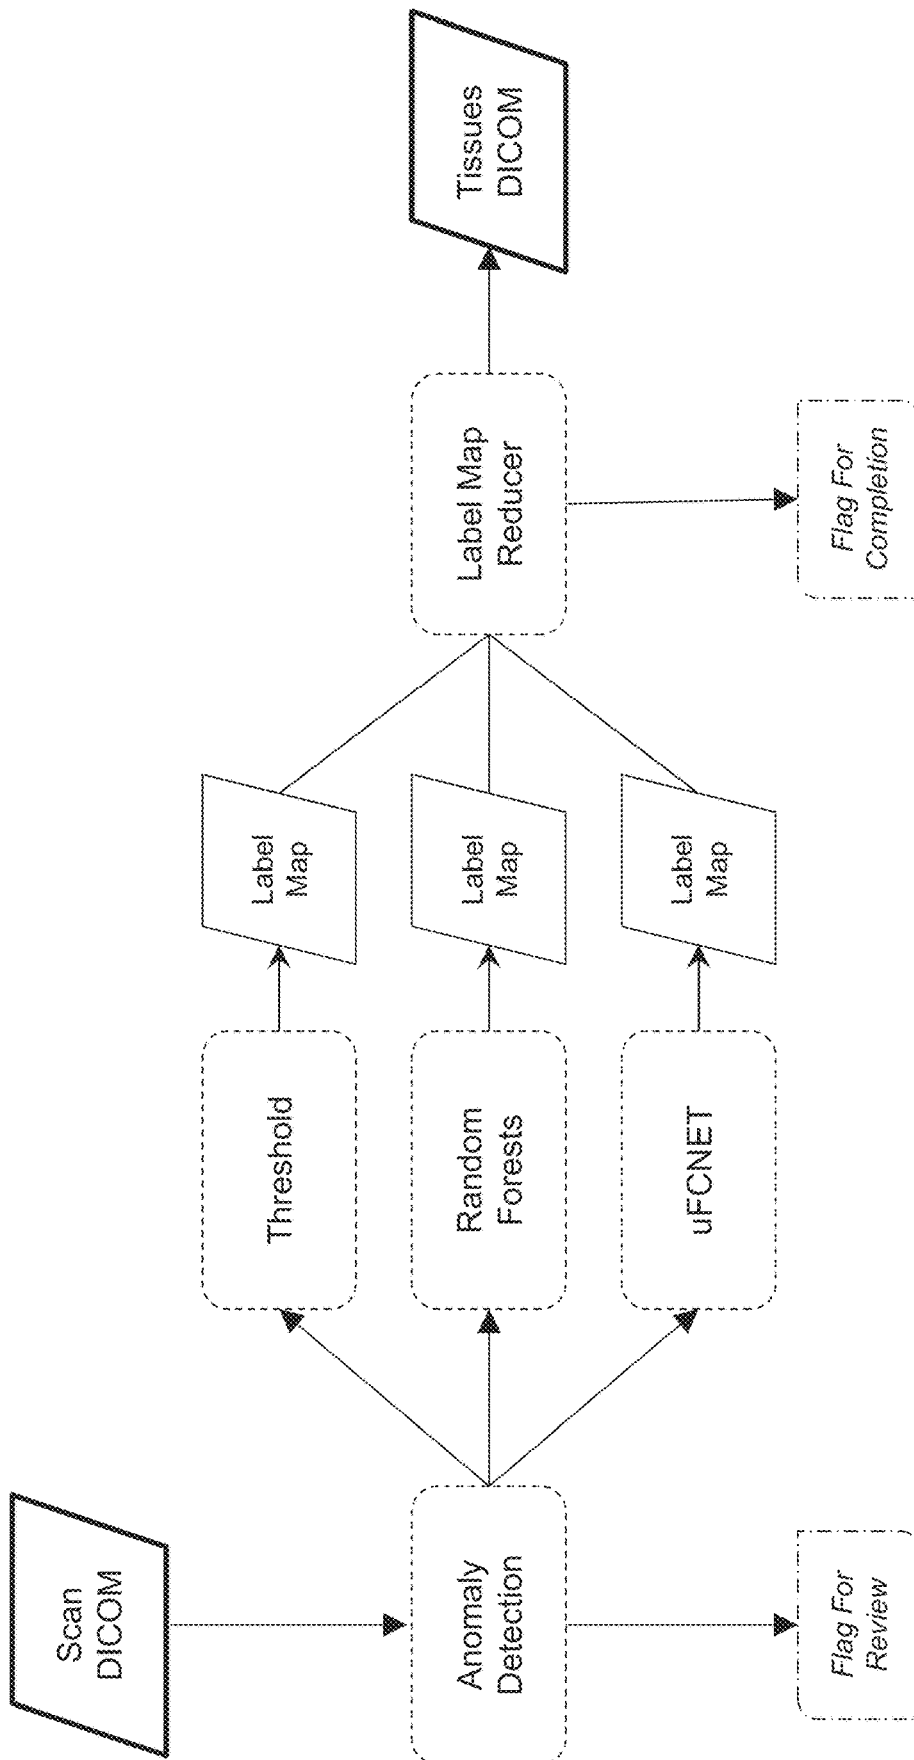 Scan
DICOM
Anomaly
Detection
Flag For
Review
Threshold
Random
Forests
uFCNET
Label
Map
Label
Map
Label
Map
Label Map
Reducer
Flag For
Completion
Tissues
DICOM